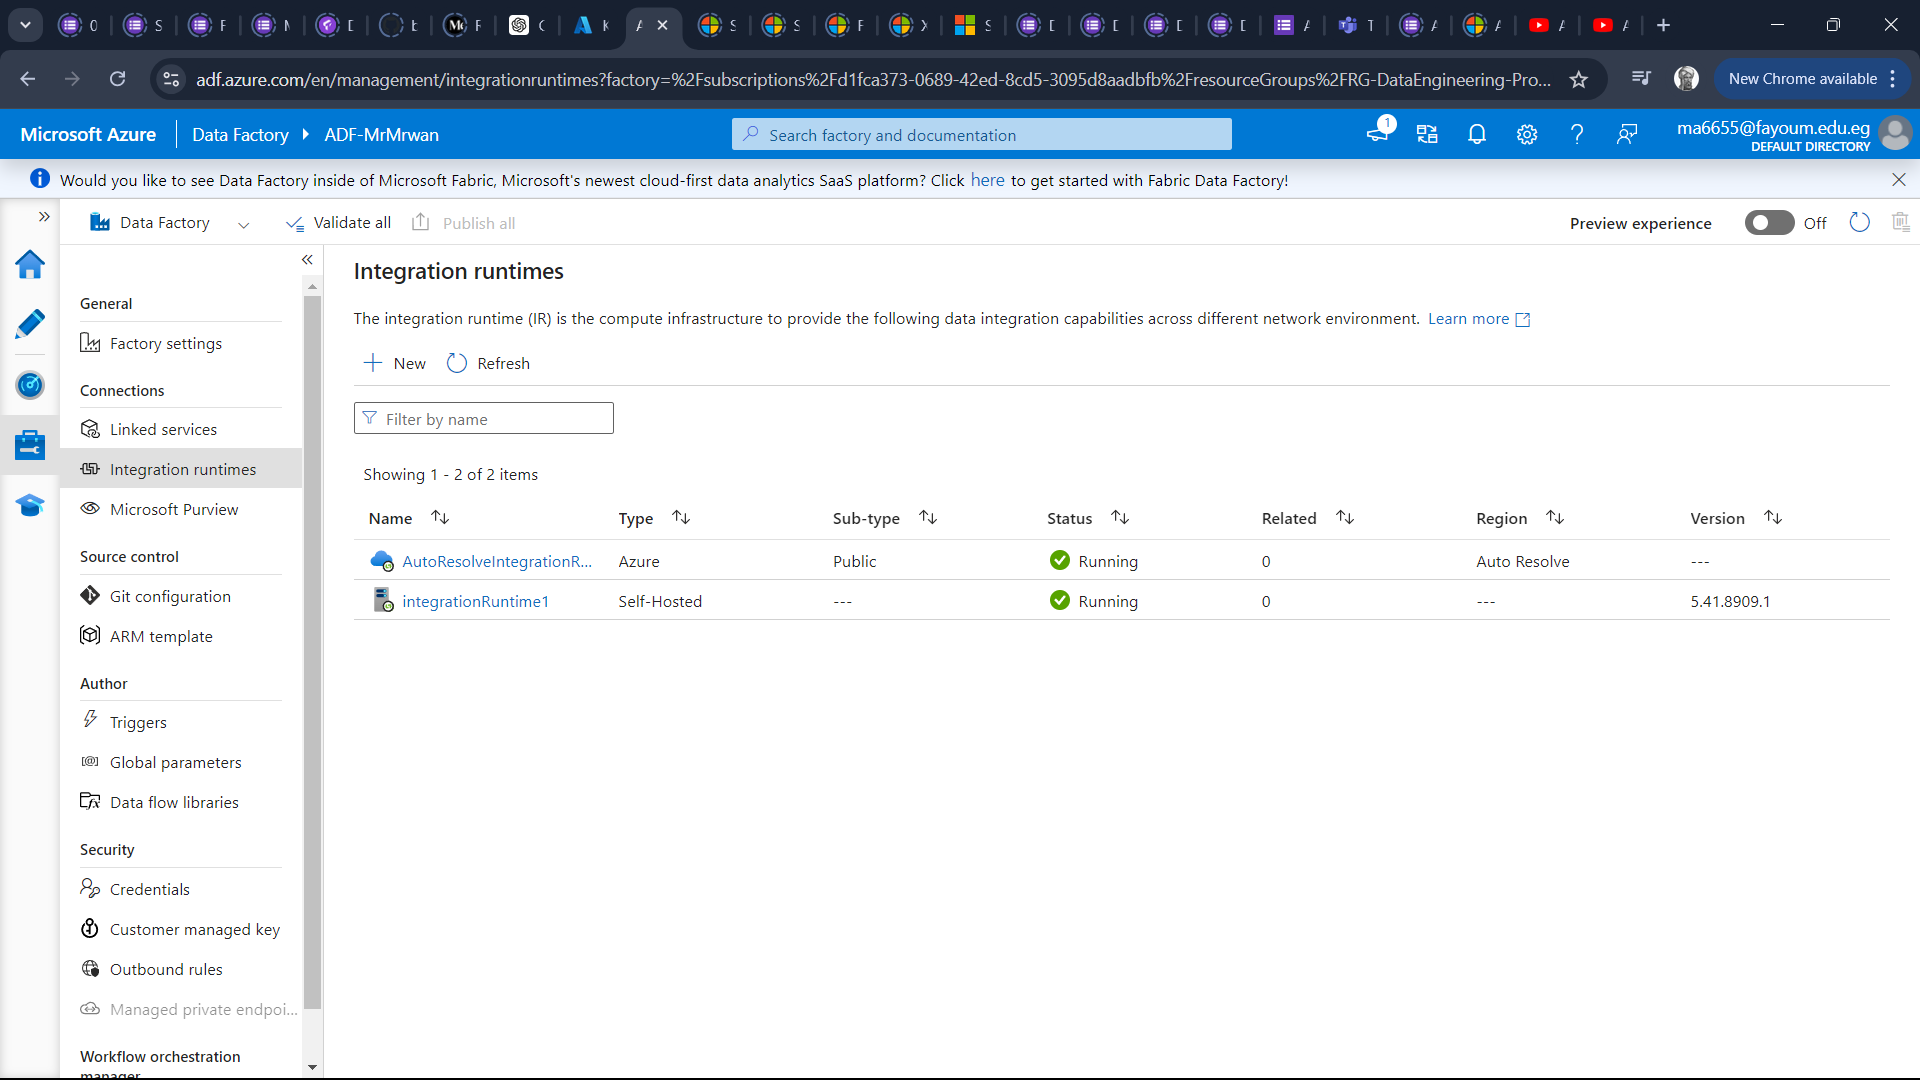 adf.azure.com/en/management/integrationruntimes?factory=%2Fsubscriptions%2Fd1fca373-0689-42ed-8cd5-3095d8aadbfb%2FresourceGroups%2FRG-DataEngineering-Pro...
New Chrome available
Microsoft Azure
Data Factory
ADF-MrMrwan
Search factory and documentation
1
ma6655@fayoum.edu.eg
DEFAULT DIRECTORY
Would you like to see Data Factory inside of Microsoft Fabric, Microsoft's newest cloud-first data analytics SaaS platform? Click here to get started with Fabric Data Factory!
Data Factory
Validate all
Publish all
Preview experience
Off
General
Factory settings
Connections
Linked services
Integration runtimes
Microsoft Purview
Source control
Git configuration
ARM template
Author
Triggers
Global parameters
Data flow libraries
Security
Credentials
Customer managed key
Outbound rules
Managed private endpoi...
Workflow orchestration
manager
Integration runtimes
The integration runtime (IR) is the compute infrastructure to provide the following data integration capabilities across different network environment. Learn more
New
Refresh
Filter by name
Showing 1 - 2 of 2 items
Name Type Sub-type Status Related Region Version
AutoResolveIntegrationR... Azure Public Running 0 Auto Resolve ---
integrationRuntime1 Self-Hosted --- Running 0 --- 5.41.8909.1